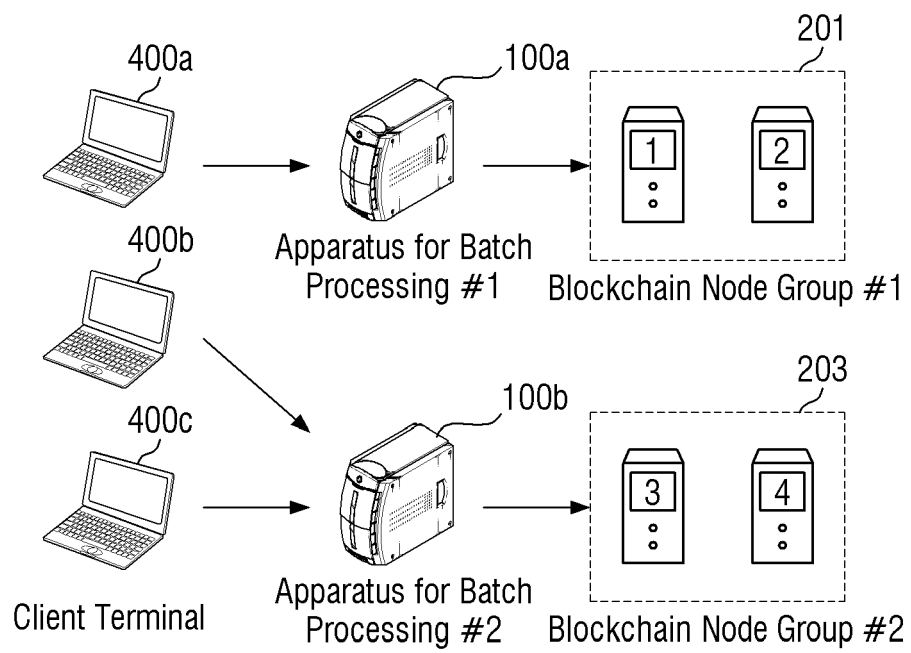 201
400a
100a
1
2
400b
Apparatus for Batch
Processing #1
Blockchain Node Group #1
203
400c
100b
3
4
Client Terminal
Apparatus for Batch
Processing #2
Blockchain Node Group #2